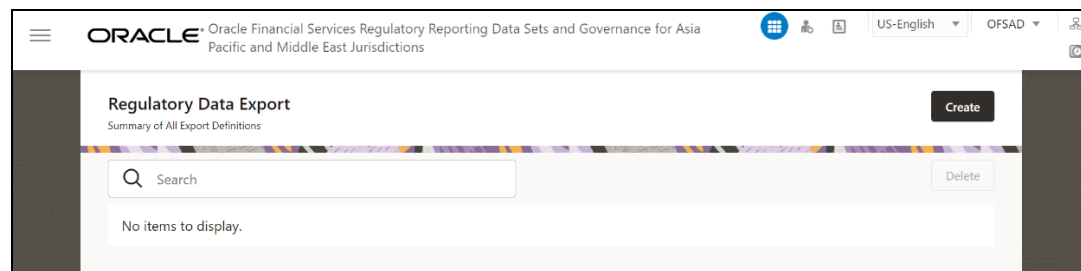 ORACLE® Oracle Financial Services Regulatory Reporting Data Sets and Governance for Asia
Pacific and Middle East Jurisdictions
US-English
OFSAD
Regulatory Data Export
Summary of All Export Definitions
Create
Search
Delete
No items to display.